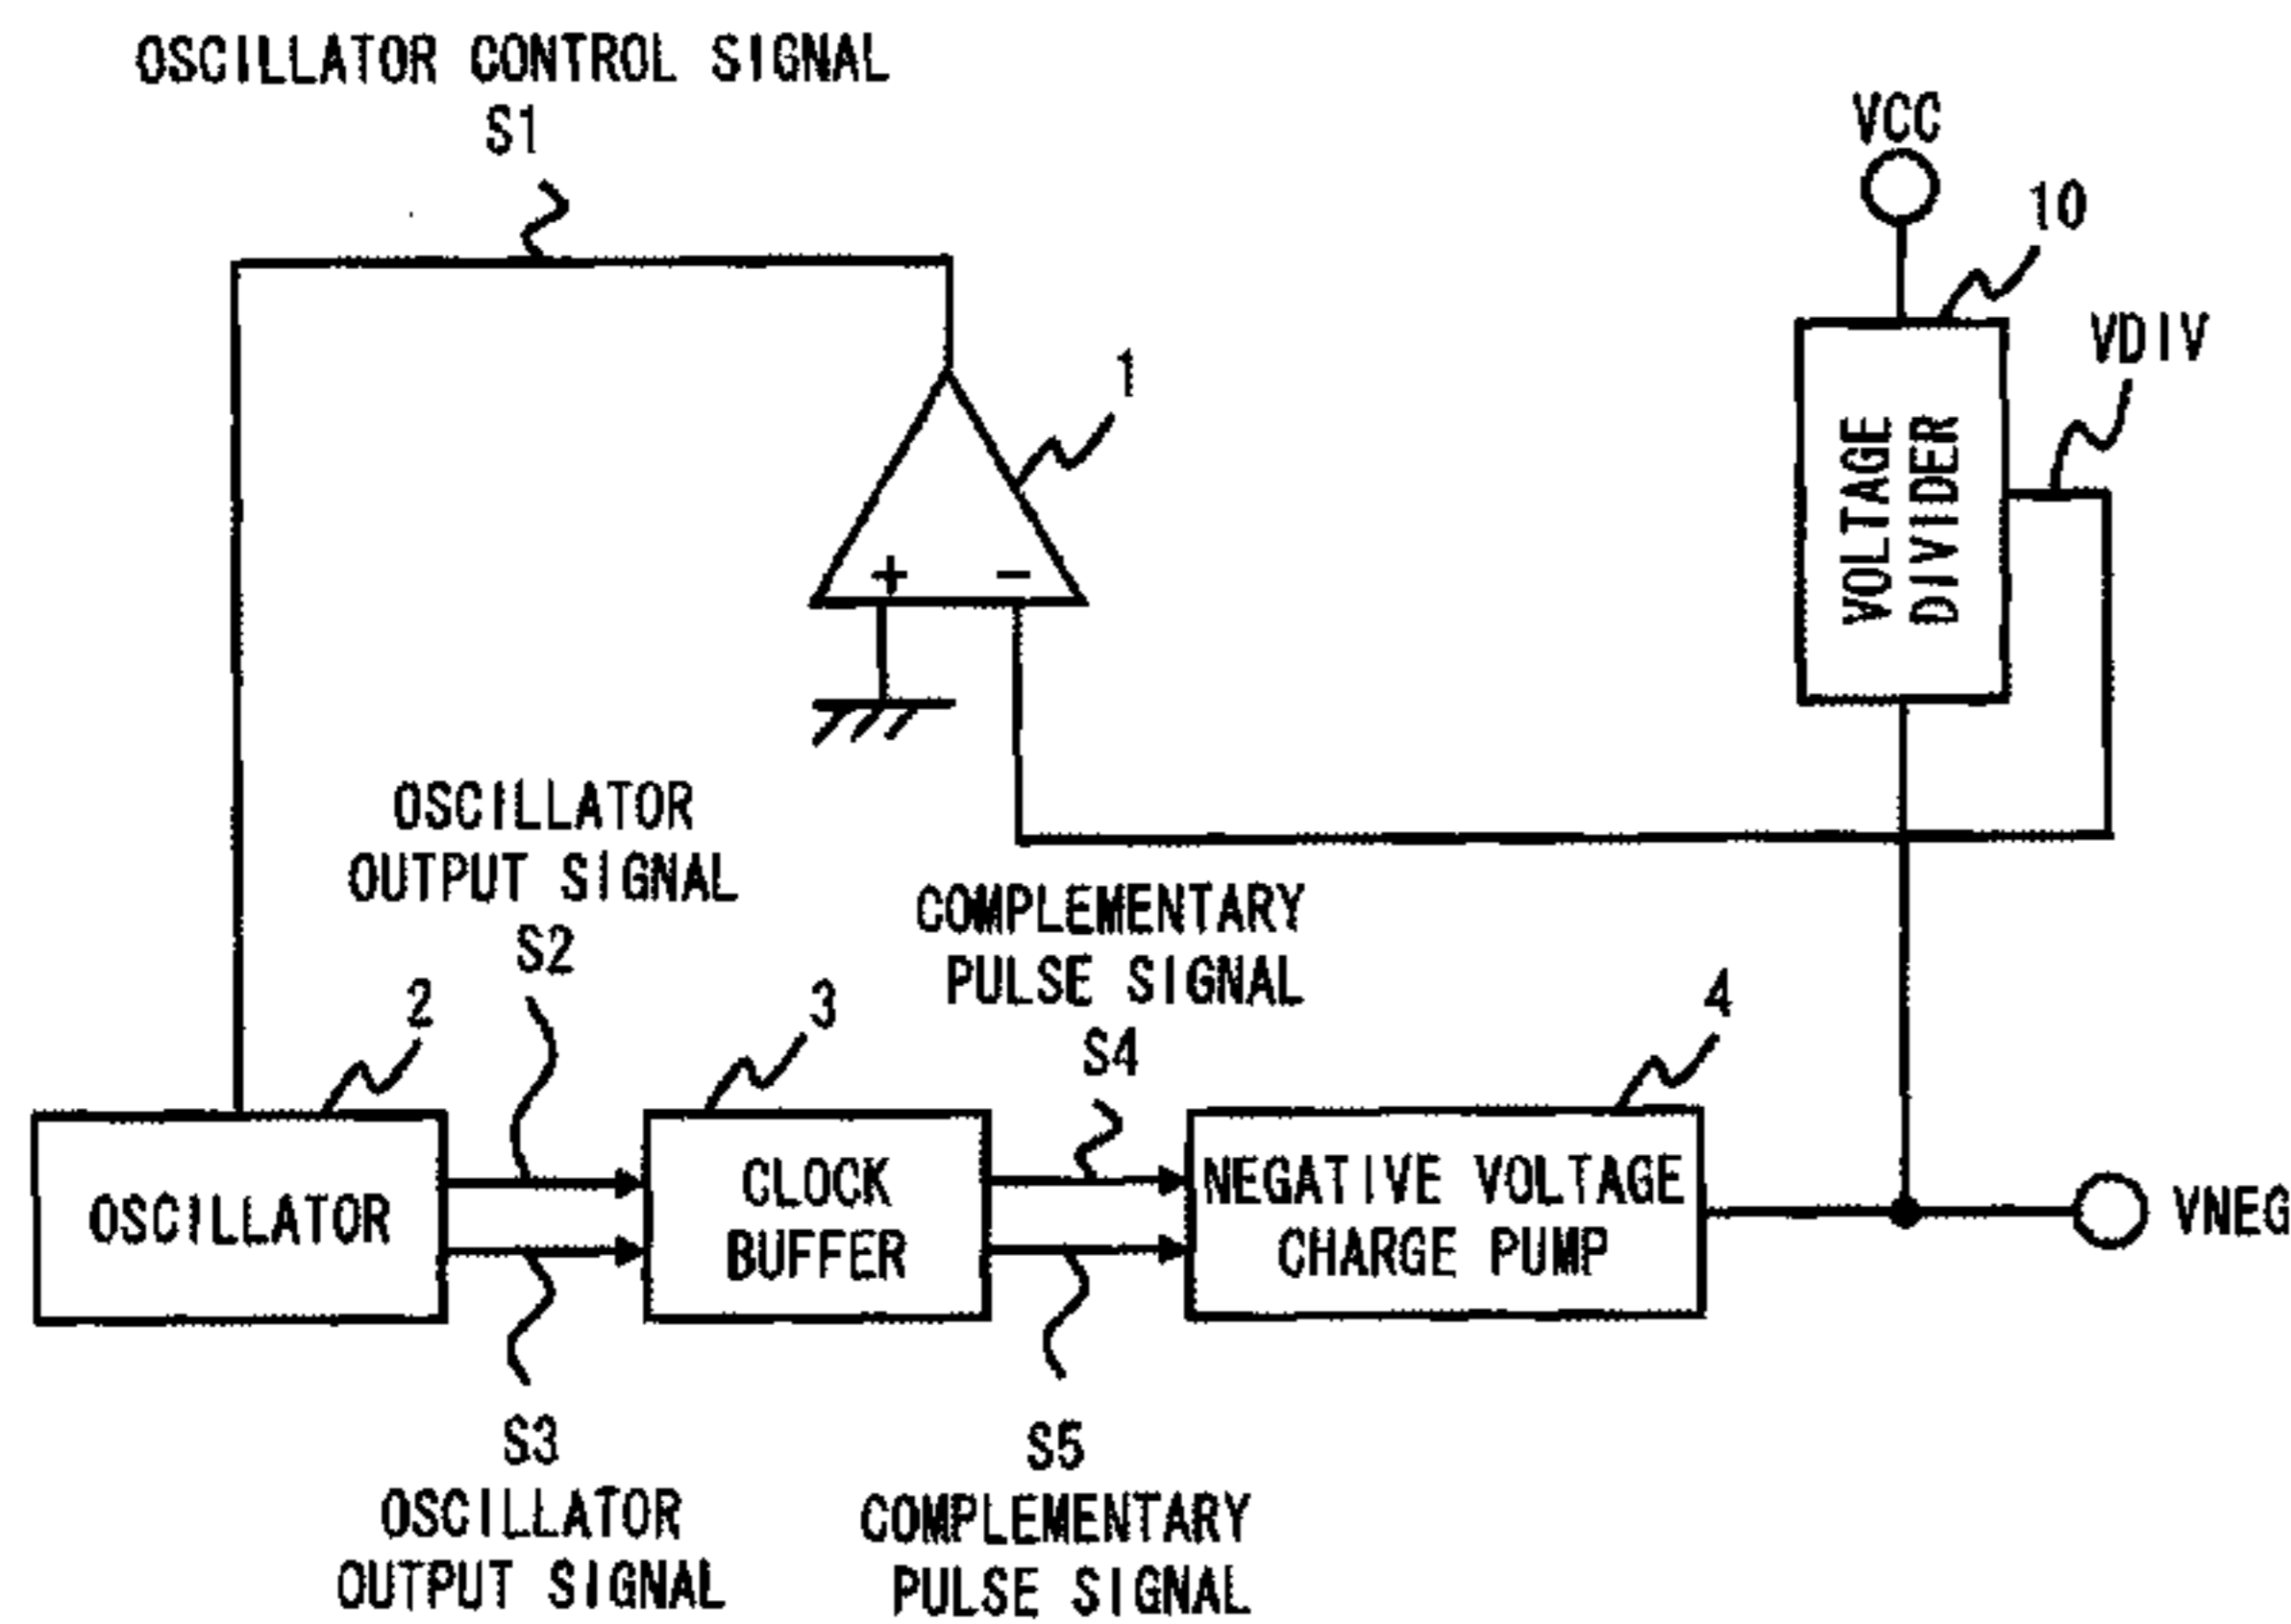 OSCILLATOR CONTROL SIGNAL
S1
VCC
10
VDIV
1
VOLTAGE
DIVIDER
+ -
OSCILLATOR
OUTPUT SIGNAL
S2
COMPLEMENTARY
PULSE SIGNAL
S4
2
3
4
OSCILLATOR
CLOCK
BUFFER
NEGATIVE VOLTAGE
CHARGE PUMP
VNEG
S3
OSCILLATOR
OUTPUT SIGNAL
S5
COMPLEMENTARY
PULSE SIGNAL